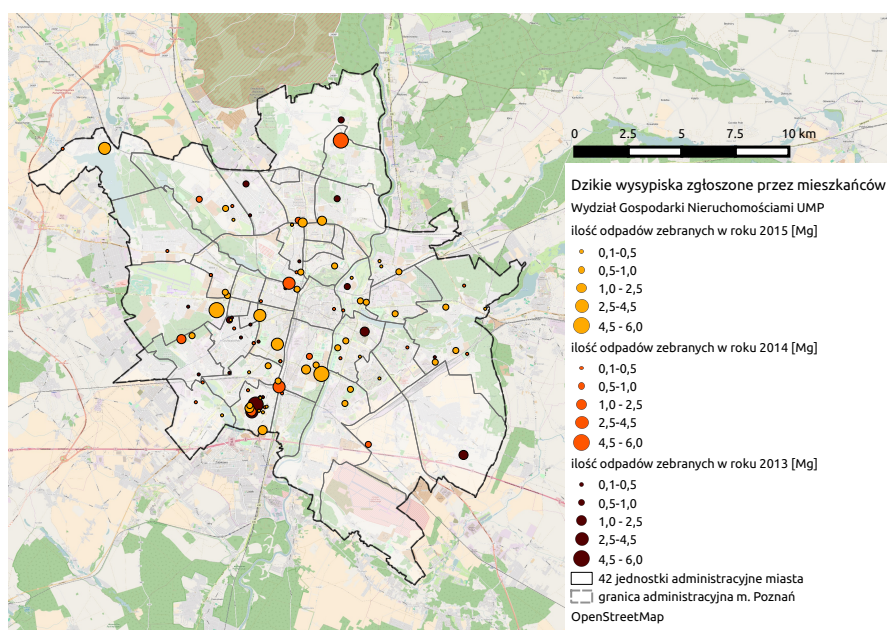 0 2.5 5 7.5 10 km
Dzikie wysypiska zgłoszone przez mieszkańców
Wydział Gospodarki Nieruchomościami UMP
ilość odpadów zebranych w roku 2015 [Mg]
0,1-0,5
0,5-1,0
1,0 - 2,5
2,5-4,5
4,5 - 6,0
ilość odpadów zebranych w roku 2014 [Mg]
0,1-0,5
0,5-1,0
1,0 - 2,5
2,5-4,5
4,5 - 6,0
ilość odpadów zebranych w roku 2013 [Mg]
0,1-0,5
0,5-1,0
1,0 - 2,5
2,5-4,5
4,5 - 6,0
42 jednostki administracyjne miasta
granica administracyjna m. Poznań
OpenStreetMap